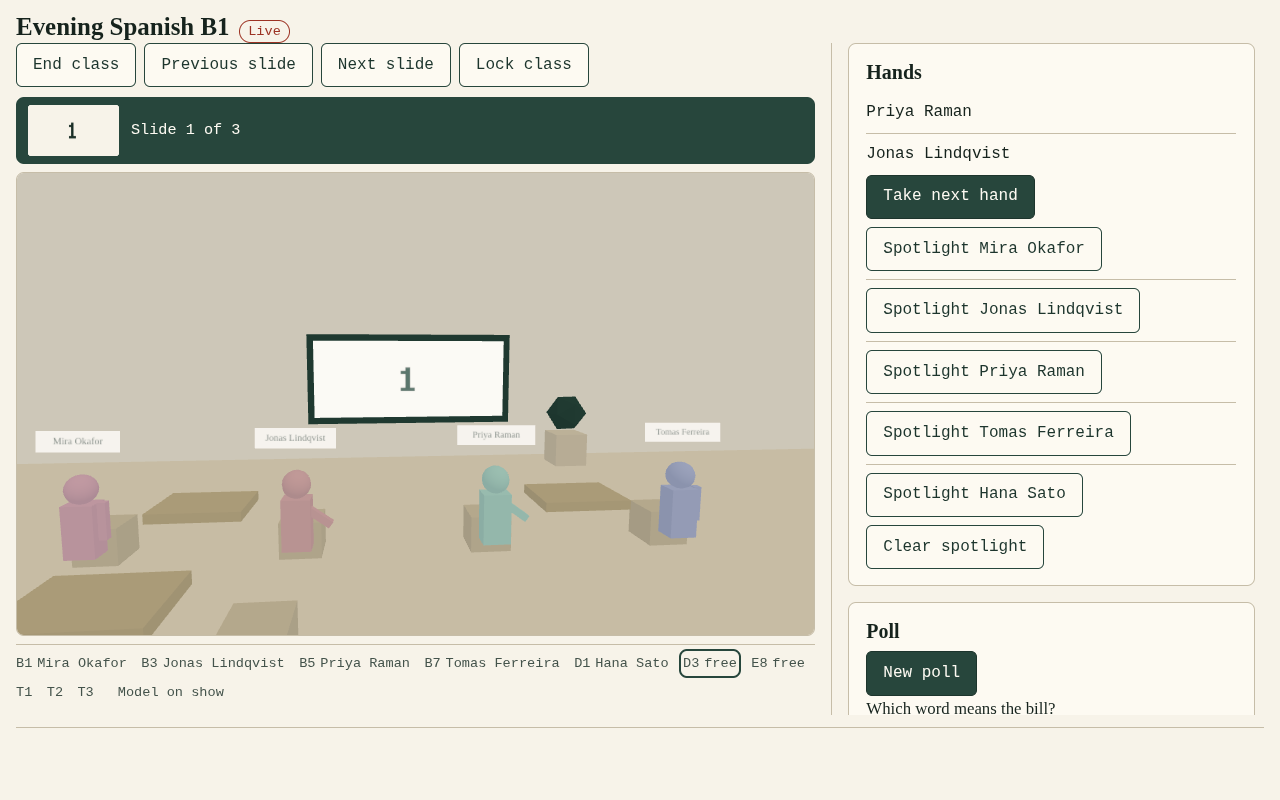 Evening Spanish B1 Live
End class Previous slide Next slide Lock class
1 Slide 1 of 3
1
Mira Okafor Jonas Lindqvist Priya Raman Tomas Ferreira
B1 Mira Okafor B3 Jonas Lindqvist B5 Priya Raman B7 Tomas Ferreira D1 Hana Sato D3 free E8 free
T1 T2 T3 Model on show
Hands
Priya Raman
Jonas Lindqvist
Take next hand
Spotlight Mira Okafor
Spotlight Jonas Lindqvist
Spotlight Priya Raman
Spotlight Tomas Ferreira
Spotlight Hana Sato
Clear spotlight
Poll
New poll
Which word means the bill?